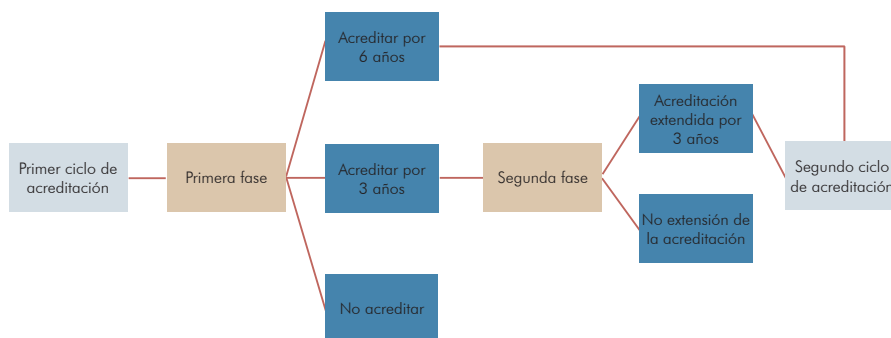 Primer ciclo de
acreditación
Primera fase
Acreditar por
6 años
Acreditar por
3 años
No acreditar
Segunda fase
Acreditación
extendida por
3 años
No extensión de
la acreditación
Segundo ciclo
de acreditación